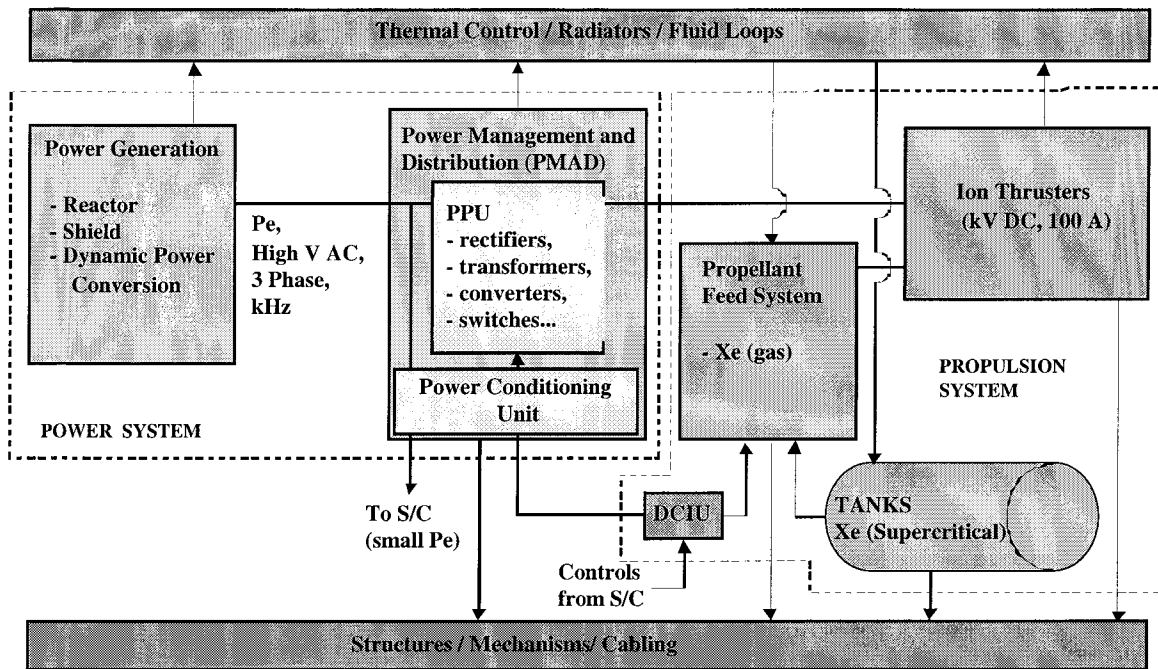 Thermal Control / Radiators / Fluid Loops
Power Generation
- Reactor
- Shield
- Dynamic Power
Conversion
Pe,
High V AC,
3 Phase,
kHz
Power Management and
Distribution (PMAD)
PPU
- rectifiers,
- transformers,
- converters,
- switches...
Power Conditioning
Unit
POWER SYSTEM
To S/C
(small Pe)
Propellant
Feed System
- Xe (gas)
Ion Thrusters
(kV DC, 100 A)
PROPULSION
SYSTEM
DCIU
Controls
from S/C
TANKS
Xe (Supercritical)
Structures / Mechanisms/ Cabling